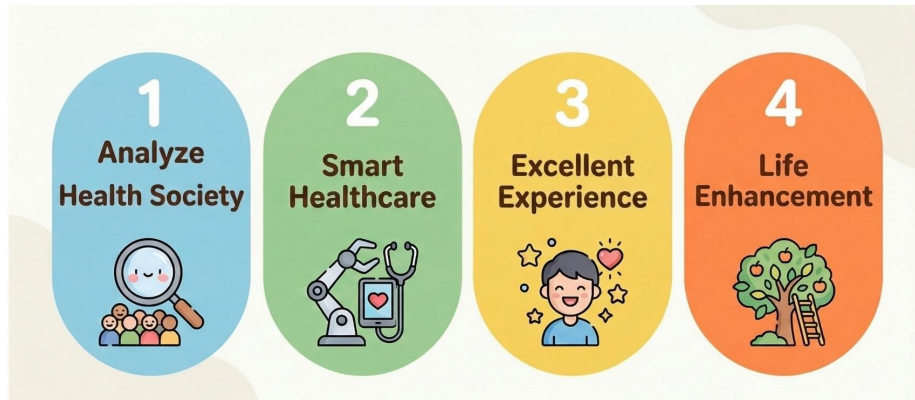 1
Analyze
Health Society
2
Smart
Healthcare
3
Excellent
Experience
4
Life
Enhancement